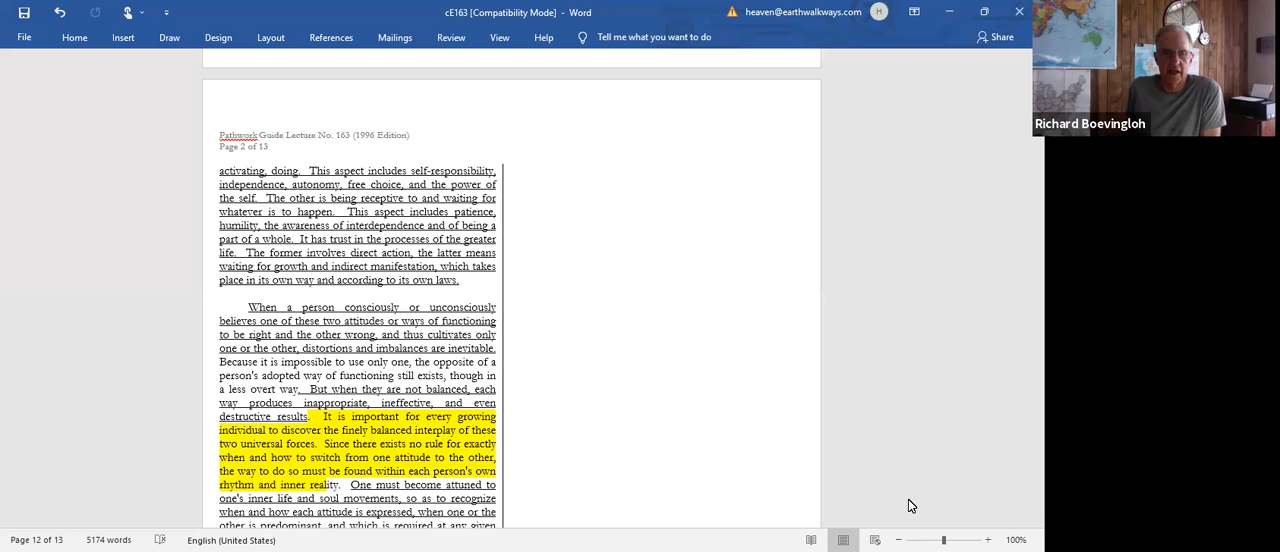 cE163 [Compatibility Mode] - Word
heaven@earthwalkways.com
H
File
Home
Insert
Draw
Design
Layout
References
Mailings
Review
View
Help
Tell me what you want to do
Share
Richard Boevingloh
Pathwork Guide Lecture No. 163 (1996 Edition)
Page 2 of 13
activating, doing. This aspect includes self-responsibility,
independence, autonomy, free choice, and the power of
the self. The other is being receptive to and waiting for
whatever is to happen. This aspect includes patience,
humility, the awareness of interdependence and of being a
part of a whole. It has trust in the processes of the greater
life. The former involves direct action, the latter means
waiting for growth and indirect manifestation, which takes
place in its own way and according to its own laws.
When a person consciously or unconsciously
believes one of these two attitudes or ways of functioning
to be right and the other wrong, and thus cultivates only
one or the other, distortions and imbalances are inevitable.
Because it is impossible to use only one, the opposite of a
person's adopted way of functioning still exists, though in
a less overt way. But when they are not balanced, each
way produces inappropriate, ineffective, and even
destructive results. It is important for every growing
individual to discover the finely balanced interplay of these
two universal forces. Since there exists no rule for exactly
when and how to switch from one attitude to the other,
the way to do so must be found within each person's own
rhythm and inner reality. One must become attuned to
one's inner life and soul movements, so as to recognize
when and how each attitude is expressed, when one or the
other is predominant, and which is required at any given
Page 12 of 13
5174 words
English (United States)
100%